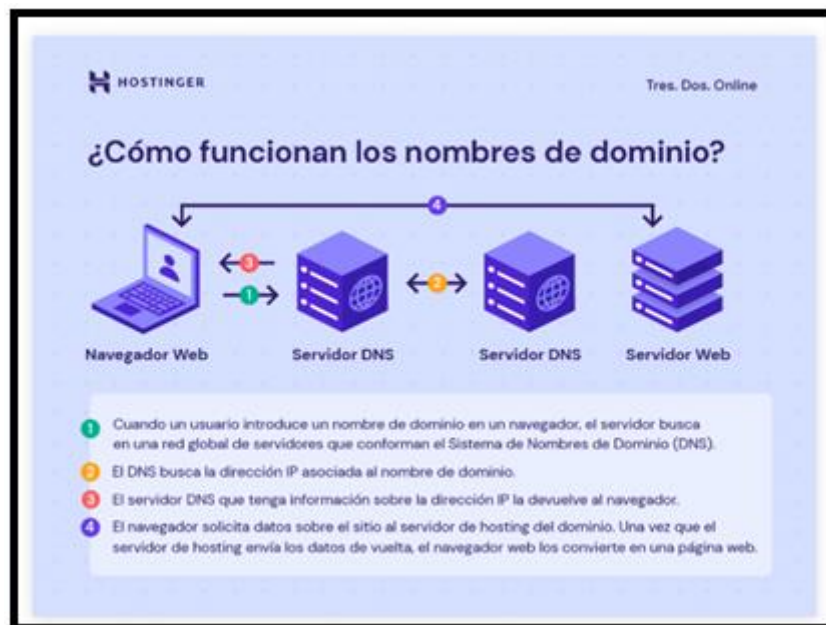 HOSTINGER
Tres. Dos. Online
¿Cómo funcionan los nombres de dominio?
4
3
1
2
Navegador Web
Servidor DNS
Servidor DNS
Servidor Web
1 Cuando un usuario introduce un nombre de dominio en un navegador, el servidor busca
en una red global de servidores que conforman el Sistema de Nombres de Dominio (DNS).
2 El DNS busca la dirección IP asociada al nombre de dominio.
3 El servidor DNS que tenga información sobre la dirección IP la devuelve al navegador.
4 El navegador solicita datos sobre el sitio al servidor de hosting del dominio. Una vez que el
servidor de hosting envía los datos de vuelta, el navegador web los convierte en una página web.